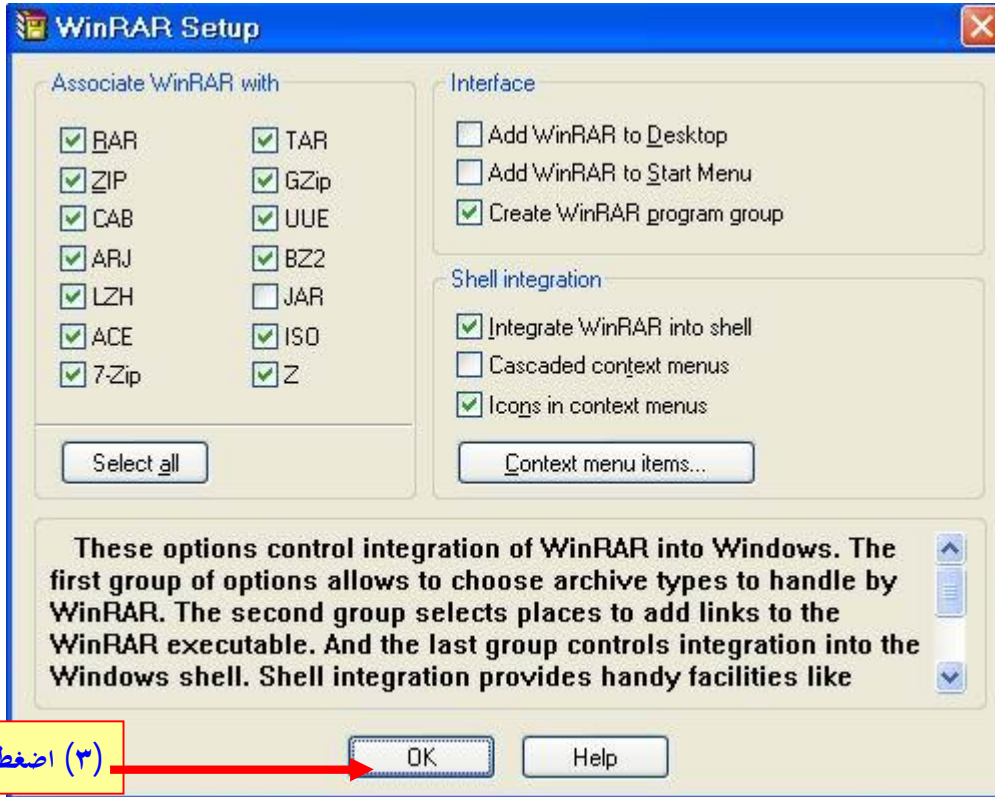 WinRAR Setup
Associate WinRAR with
RAR
ZIP
CAB
ARJ
LZH
ACE
7-Zip
TAR
GZip
UUE
BZ2
JAR
ISO
Z
Select all
Interface
Add WinRAR to Desktop
Add WinRAR to Start Menu
Create WinRAR program group
Shell integration
Integrate WinRAR into shell
Cascaded context menus
Icons in context menus
Context menu items...
These options control integration of WinRAR into Windows. The
first group of options allows to choose archive types to handle by
WinRAR. The second group selects places to add links to the
WinRAR executable. And the last group controls integration into the
Windows shell. Shell integration provides handy facilities like
(٣) اضغط
OK
Help